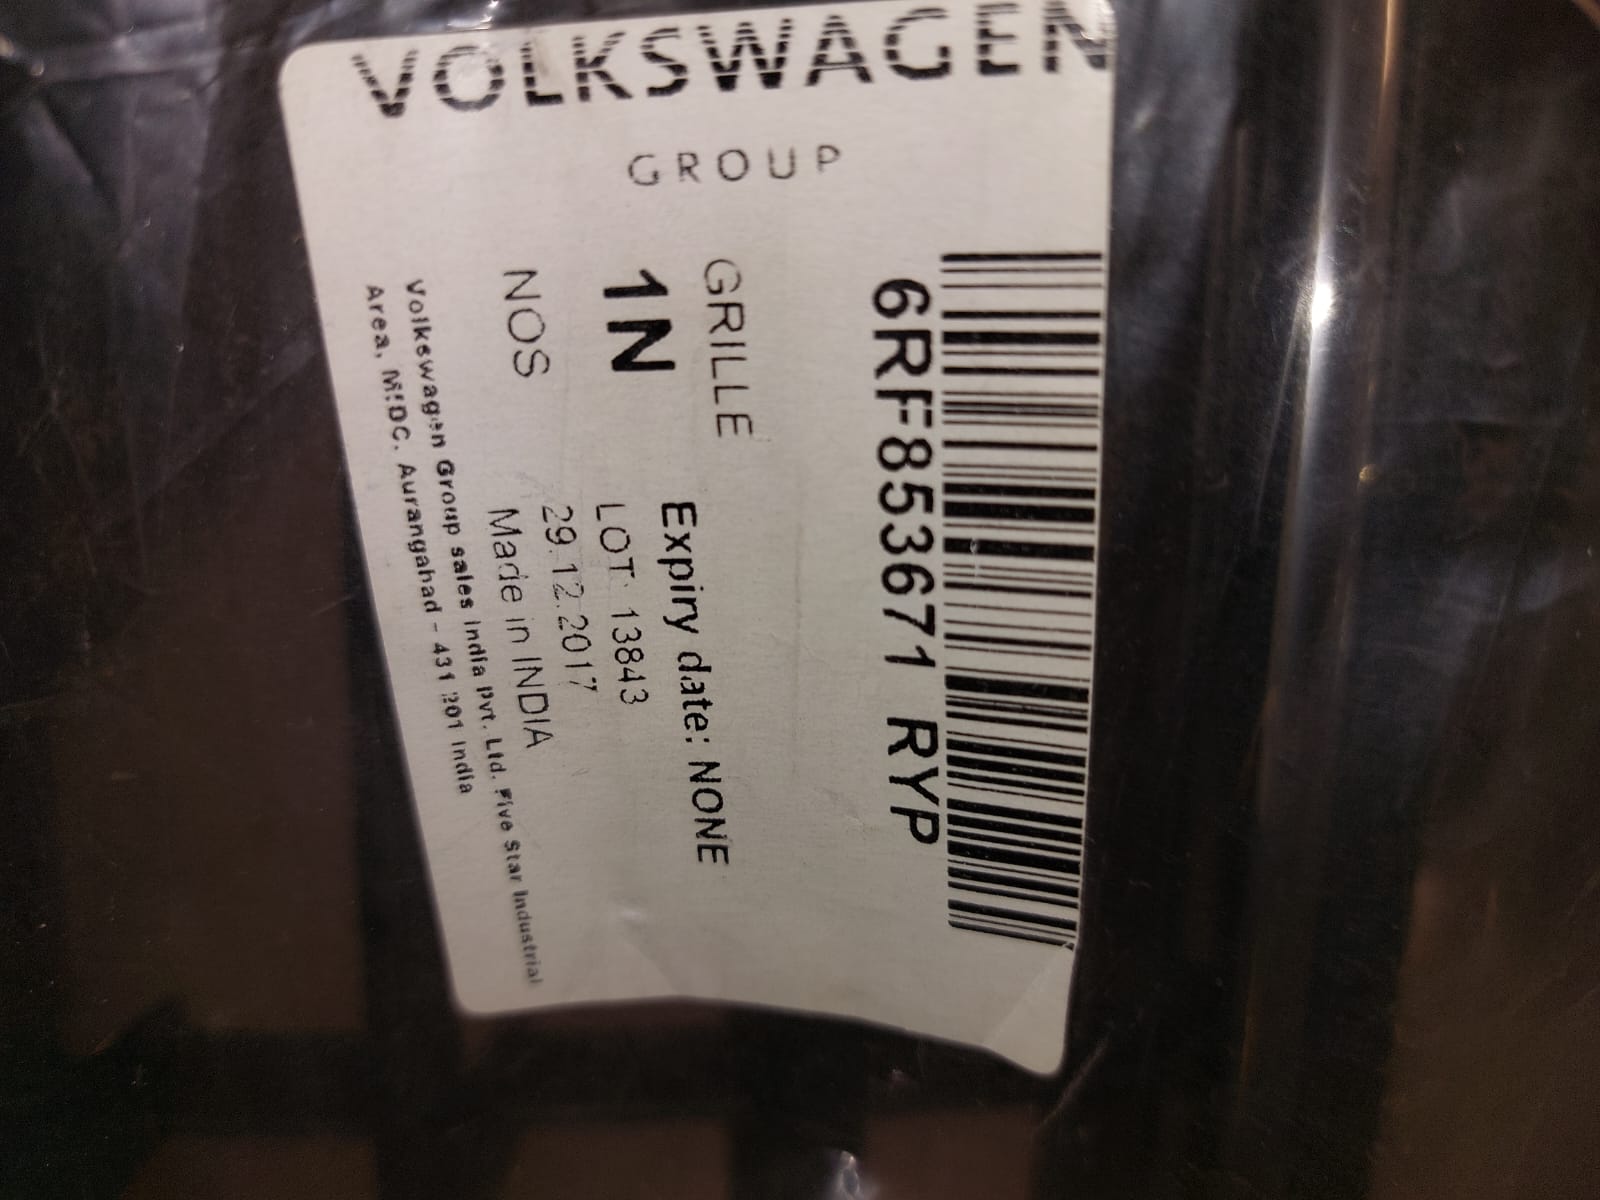 VOLKSWAGEN
GROUP
6RF853671 RYP
GRILLE
1N
NOS
Expiry date: NONE
LOT: 13843
29.12.2017
Made in INDIA
Volkswagen Group sales India Pvt. Ltd. Five Star Industrial
Area, MIDC. Aurangahad - 431 201 India